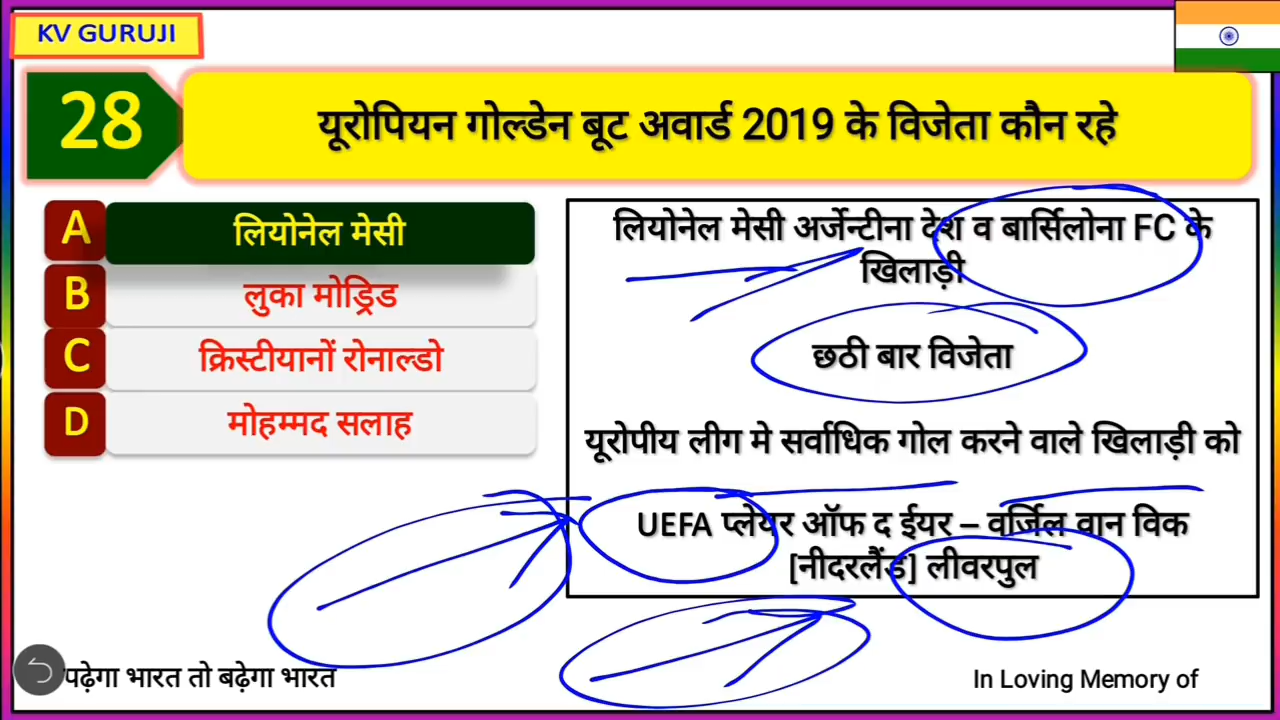 KV GURUJI
28
यूरोपियन गोल्डेन बूट अवार्ड 2019 के विजेता कौन रहे
A लियोनेल मेसी
B लुका मोड्रिड
C क्रिस्टीयानों रोनाल्डो
D मोहम्मद सलाह
लियोनेल मेसी अर्जेन्टीना देश व बार्सिलोना FC के
खिलाड़ी
छठी बार विजेता
यूरोपीय लीग मे सर्वाधिक गोल करने वाले खिलाड़ी को
UEFA प्लेयर ऑफ द ईयर – वर्जिल वान विक
[नीदरलैंड] लीवरपुल
पढ़ेगा भारत तो बढ़ेगा भारत
In Loving Memory of